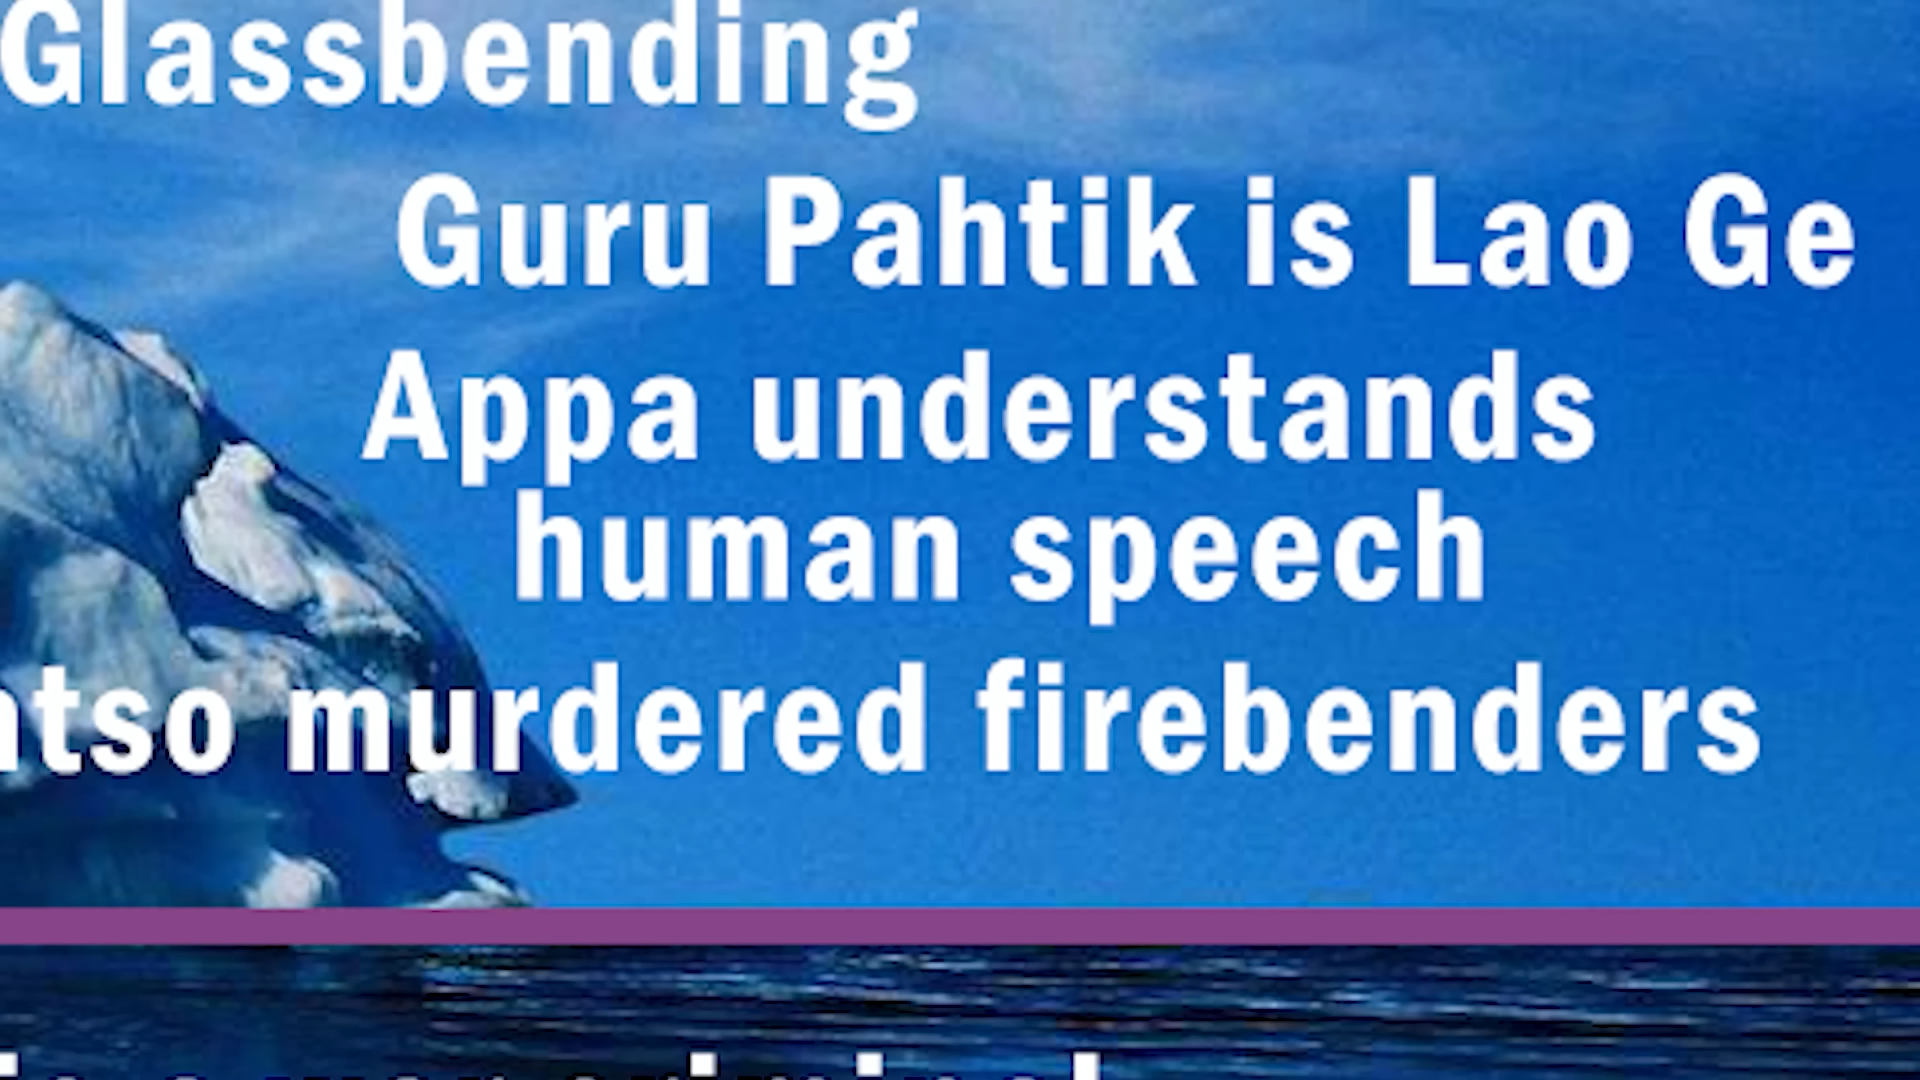 Glassbending
Guru Pahtik is Lao Ge
Appa understands
human speech
murdered firebenders